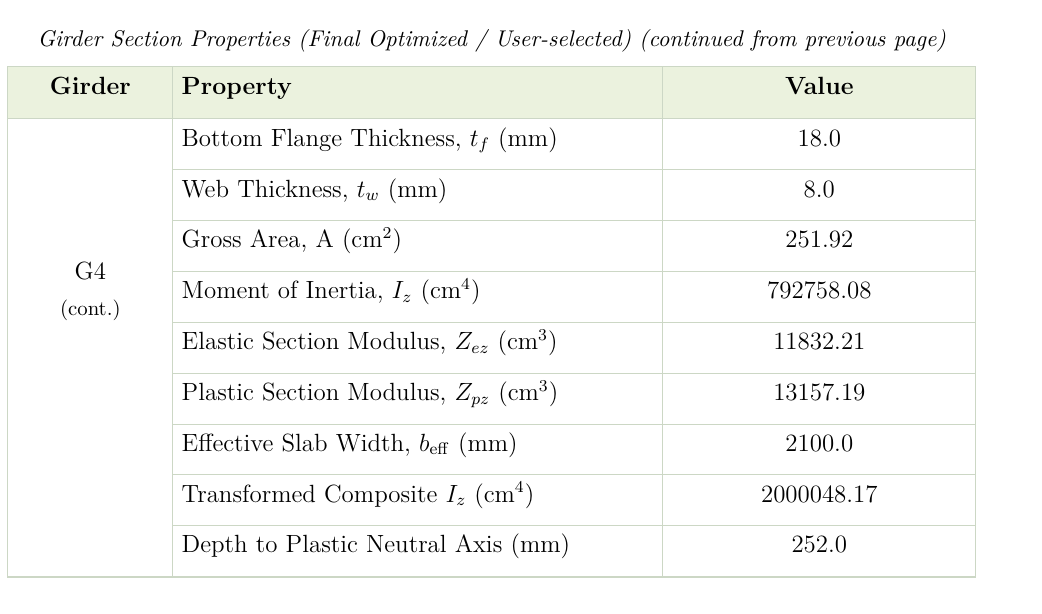 Girder Section Properties (Final Optimized / User-selected) (continued from previous page)
Girder Property Value
Bottom Flange Thickness, t_f (mm) 18.0
Web Thickness, t_w (mm) 8.0
Gross Area, A (cm²) 251.92
G4
(cont.)
Moment of Inertia, I_z (cm⁴) 792758.08
Elastic Section Modulus, Z_ez (cm³) 11832.21
Plastic Section Modulus, Z_pz (cm³) 13157.19
Effective Slab Width, b_eff (mm) 2100.0
Transformed Composite I_z (cm⁴) 2000048.17
Depth to Plastic Neutral Axis (mm) 252.0